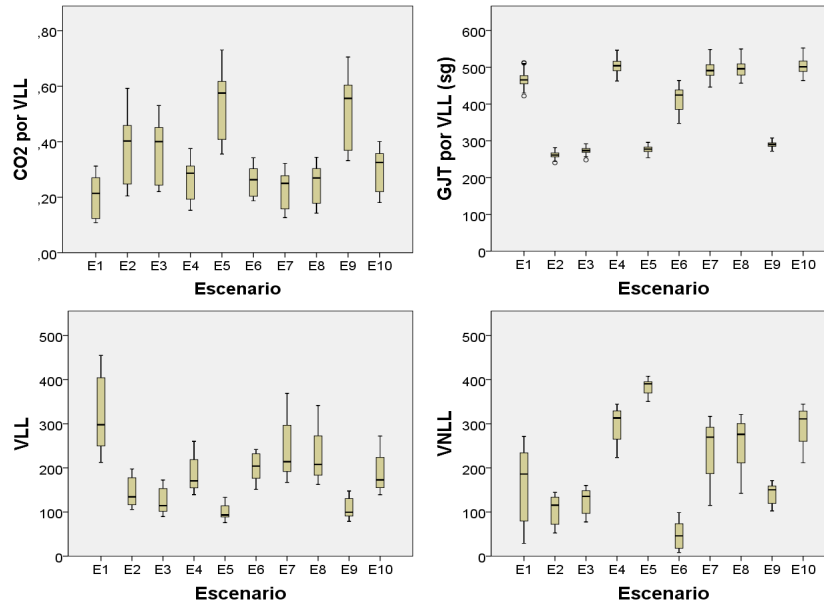 CO2 por VLL
,80
,60
,40
,20
,00
E1 E2 E3 E4 E5 E6 E7 E8 E9 E10
Escenario
GJT por VLL (sg)
600
500
400
300
200
100
0
E1 E2 E3 E4 E5 E6 E7 E8 E9 E10
Escenario
VLL
500
400
300
200
100
0
E1 E2 E3 E4 E5 E6 E7 E8 E9 E10
Escenario
VNLL
500
400
300
200
100
0
E1 E2 E3 E4 E5 E6 E7 E8 E9 E10
Escenario